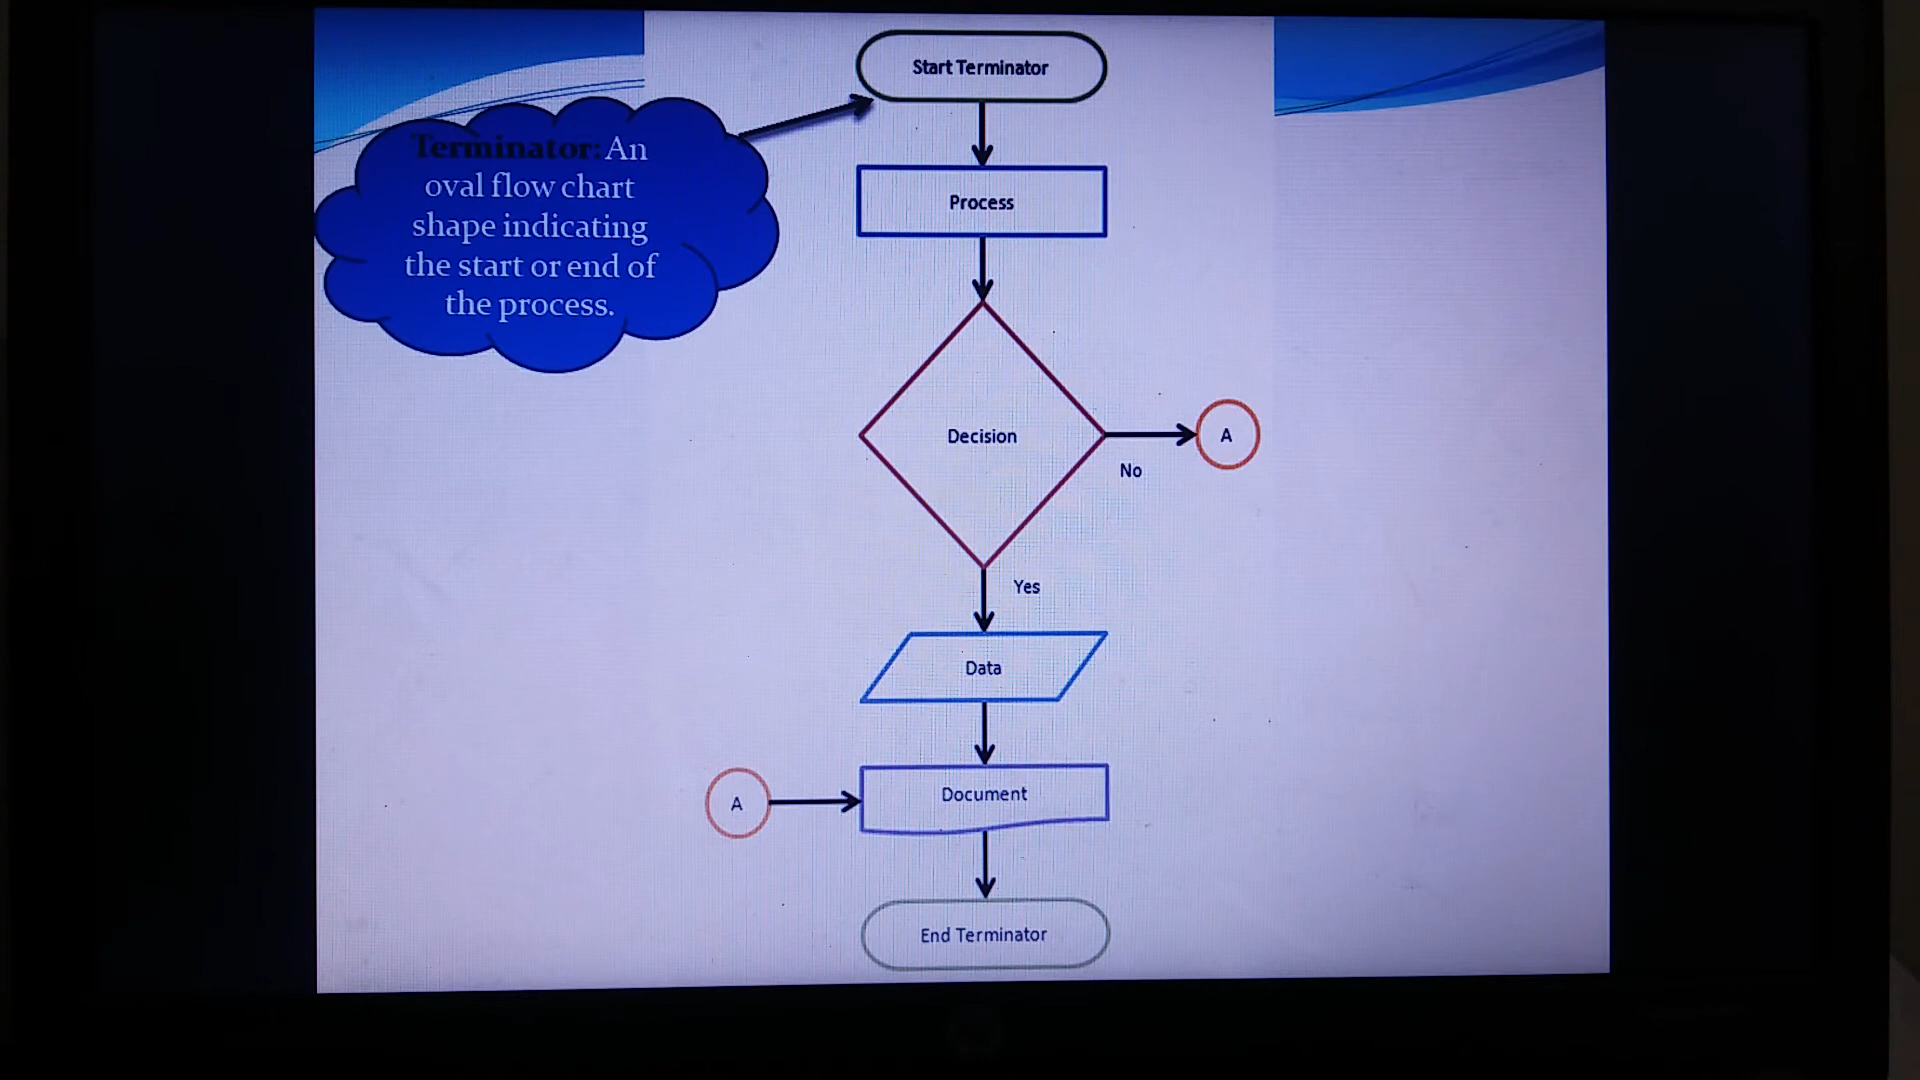 Start Terminator
Terminator: An
oval flow chart
shape indicating
the start or end of
the process.
Process
Decision
A
No
Yes
Data
A
Document
End Terminator